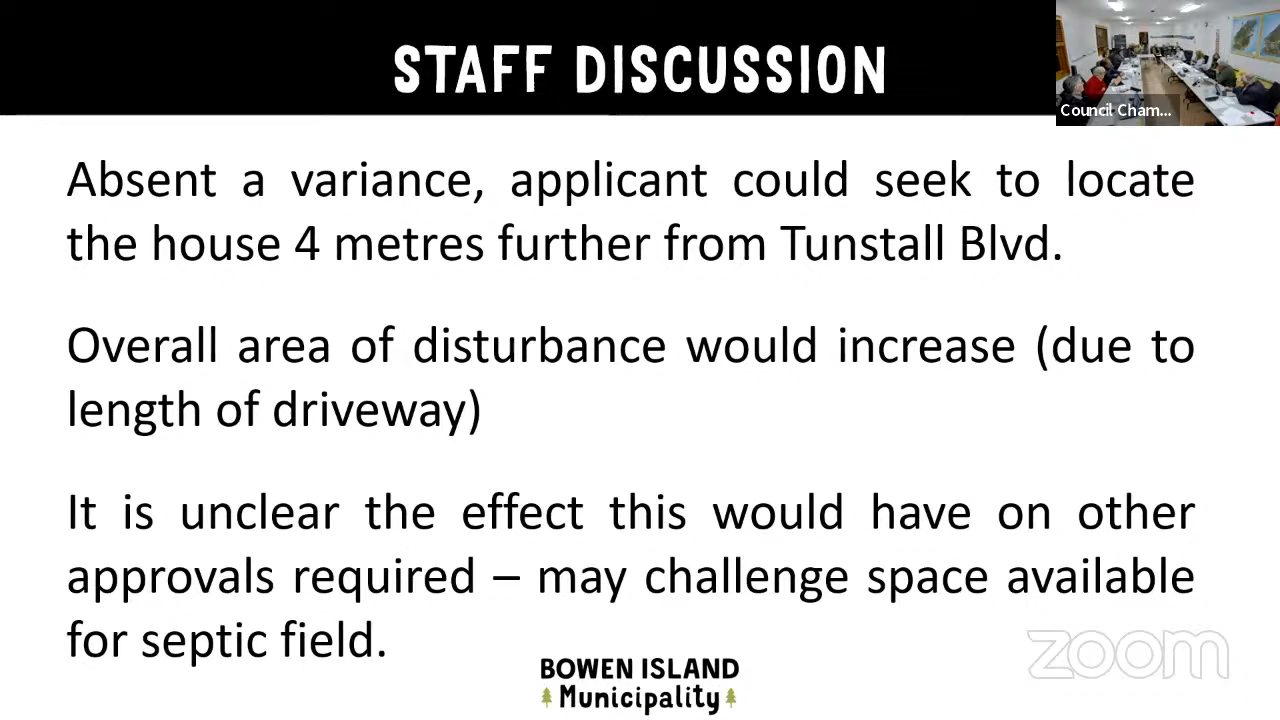 STAFF DISCUSSION
Council Cham...
Absent a variance, applicant could seek to locate
the house 4 metres further from Tunstall Blvd.
Overall area of disturbance would increase (due to
length of driveway)
It is unclear the effect this would have on other
approvals required – may challenge space available
for septic field.
zoom
BOWEN ISLAND
Municipality